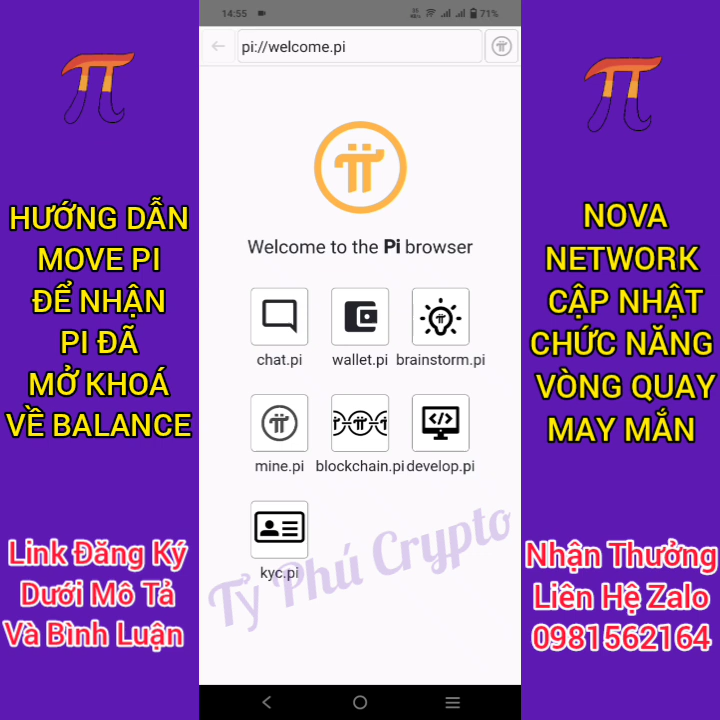 14:55
71%
pi://welcome.pi
Welcome to the Pi browser
chat.pi
wallet.pi
brainstorm.pi
mine.pi
blockchain.pi
develop.pi
kyc.pi
Tỷ Phú Crypto
HƯỚNG DẪN
MOVE PI
ĐỂ NHẬN
PI ĐÃ
MỞ KHOÁ
VỀ BALANCE
Link Đăng Ký
Dưới Mô Tả
Và Bình Luận
NOVA
NETWORK
CẬP NHẬT
CHỨC NĂNG
VÒNG QUAY
MAY MẮN
Nhận Thưởng
Liên Hệ Zalo
0981562164